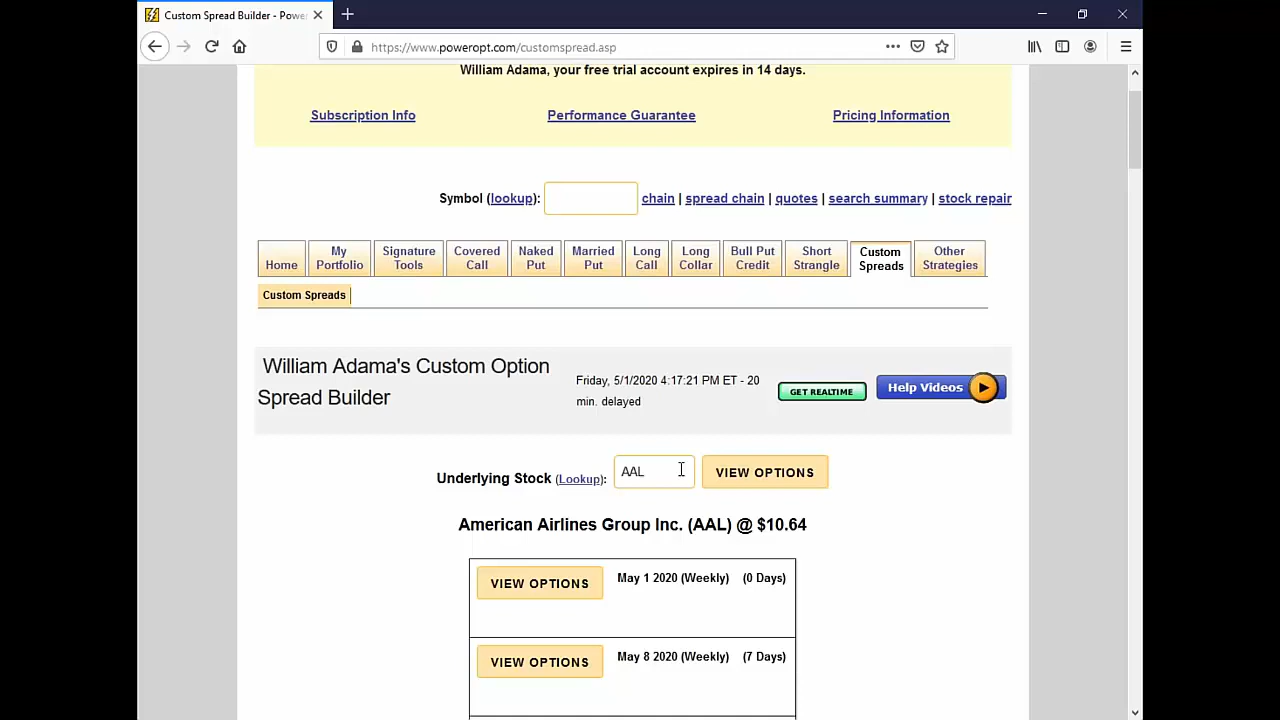 Custom Spread Builder - Powe
https://www.poweropt.com/customspread.asp
William Adama, your free trial account expires in 14 days.
Subscription Info Performance Guarantee Pricing Information
Symbol (lookup): chain | spread chain | quotes | search summary | stock repair
Home
My Portfolio
Signature Tools
Covered Call
Naked Put
Married Put
Long Call
Long Collar
Bull Put Credit
Short Strangle
Custom Spreads
Other Strategies
Custom Spreads
William Adama's Custom Option
Spread Builder
Friday, 5/1/2020 4:17:21 PM ET - 20
min. delayed
GET REALTIME
Help Videos
Underlying Stock (Lookup): AAL VIEW OPTIONS
American Airlines Group Inc. (AAL) @ $10.64
VIEW OPTIONS May 1 2020 (Weekly) (0 Days)
VIEW OPTIONS May 8 2020 (Weekly) (7 Days)